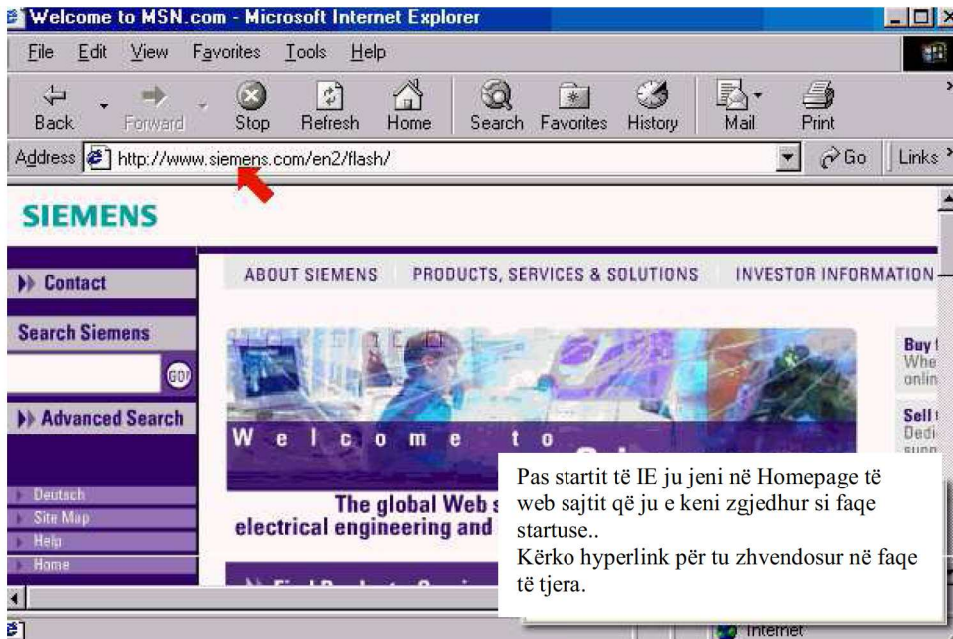 Welcome to MSN.com - Microsoft Internet Explorer
File Edit View Favorites Tools Help
Back Forward Stop Refresh Home Search Favorites History Mail Print
Address http://www.siemens.com/en2/flash/ Go Links
SIEMENS
Contact
ABOUT SIEMENS PRODUCTS, SERVICES & SOLUTIONS INVESTOR INFORMATION
Search Siemens
GO!
Advanced Search
Deutsch
Site Map
Help
Home
Welcome to
The global Web
electrical engineering and
Buy
Sell
Pas startit të IE ju jeni në Homepage të
web sajtit që ju e keni zgjedhur si faqe
startuse..
Kërko hyperlink për tu zhvendosur në faqe
të tjera.
Internet